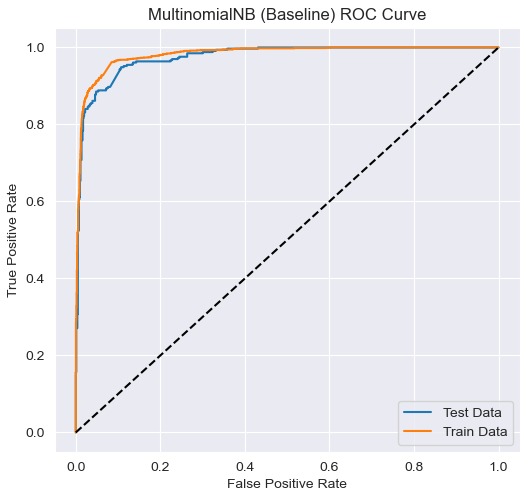 MultinomialNB (Baseline) ROC Curve
True Positive Rate
1.0
0.8
0.6
0.4
0.2
0.0
0.0 0.2 0.4 0.6 0.8 1.0
False Positive Rate
Test Data
Train Data